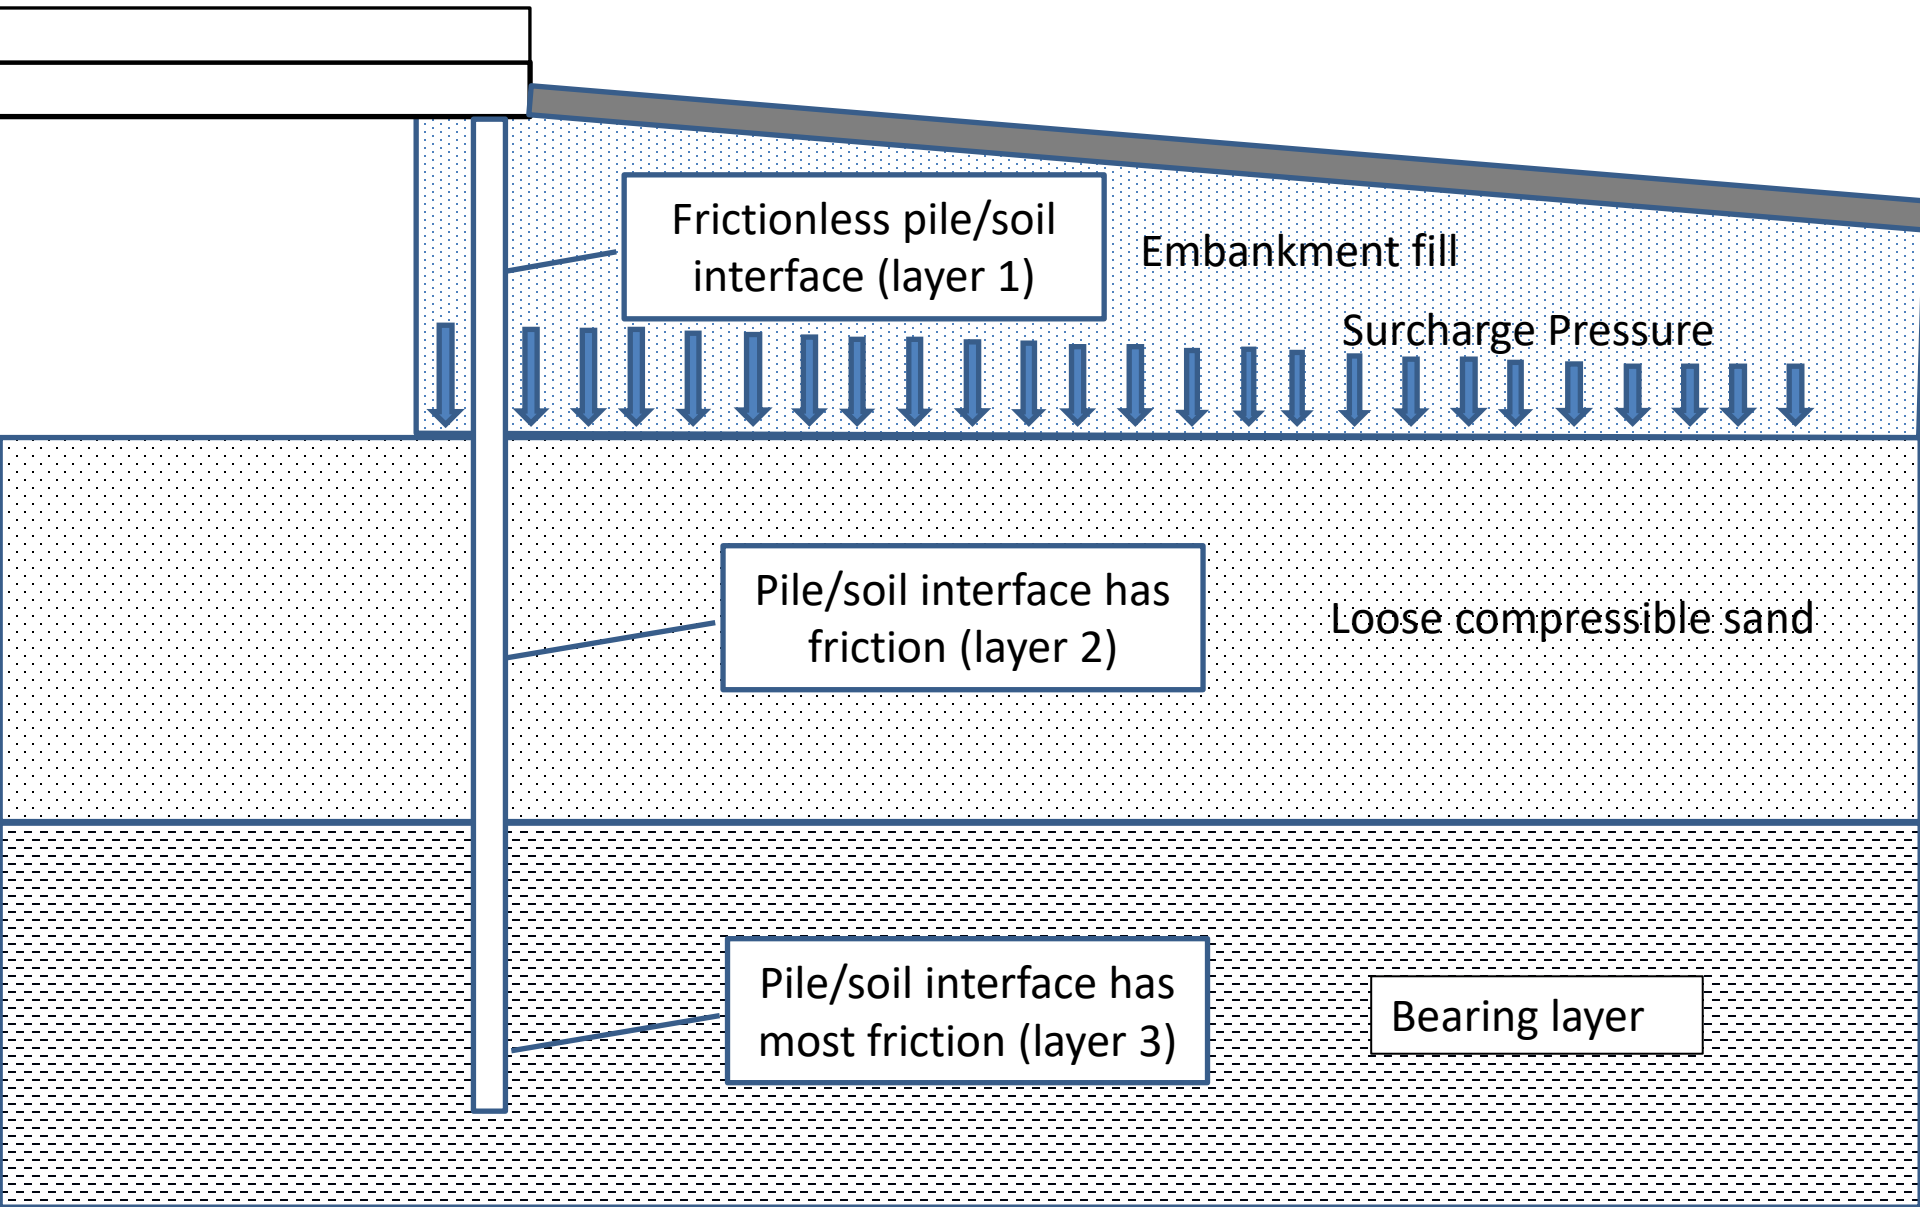 Frictionless pile/soil
interface (layer 1)
Embankment fill
Surcharge Pressure
Pile/soil interface has
friction (layer 2)
Loose compressible sand
Pile/soil interface has
most friction (layer 3)
Bearing layer